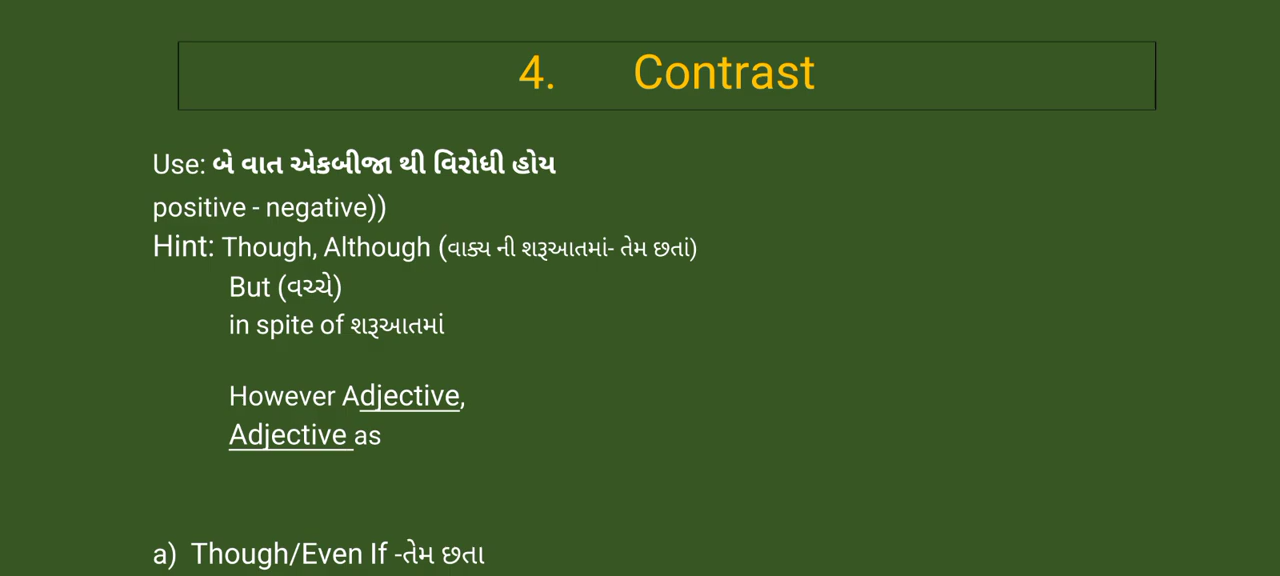 4. Contrast
Use: બે વાત એકબીજા થી વિરોધી હોય
positive - negative))
Hint: Though, Although (વાક્ય ની શરૂઆતમાં- તેમ છતાં)
But (વચ્ચે)
in spite of શરૂઆતમાં
However Adjective,
Adjective as
a) Though/Even If -તેમ છતા